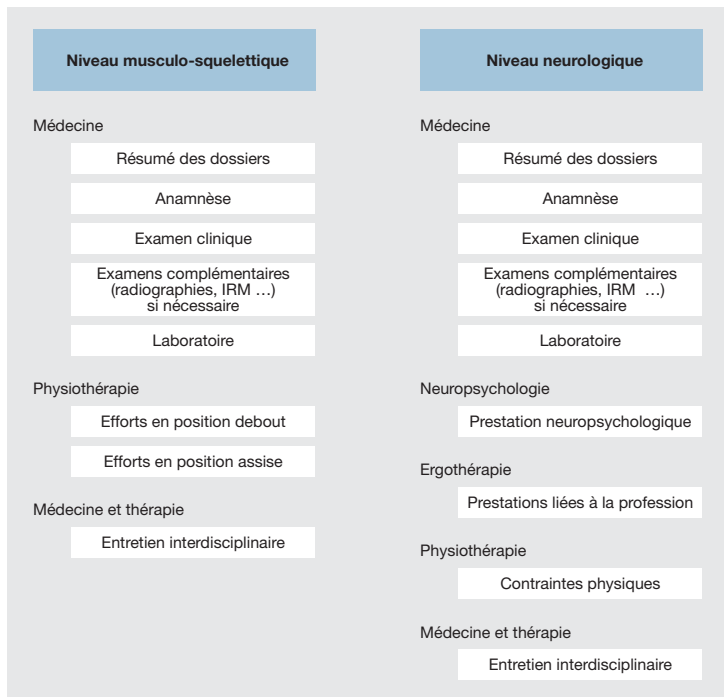 Niveau musculo-squelettique
Médecine
Résumé des dossiers
Anamnèse
Examen clinique
Examens complémentaires
(radiographies, IRM …)
si nécessaire
Laboratoire
Physiothérapie
Efforts en position debout
Efforts en position assise
Médecine et thérapie
Entretien interdisciplinaire
Niveau neurologique
Médecine
Résumé des dossiers
Anamnèse
Examen clinique
Examens complémentaires
(radiographies, IRM …)
si nécessaire
Laboratoire
Neuropsychologie
Prestation neuropsychologique
Ergothérapie
Prestations liées à la profession
Physiothérapie
Contraintes physiques
Médecine et thérapie
Entretien interdisciplinaire